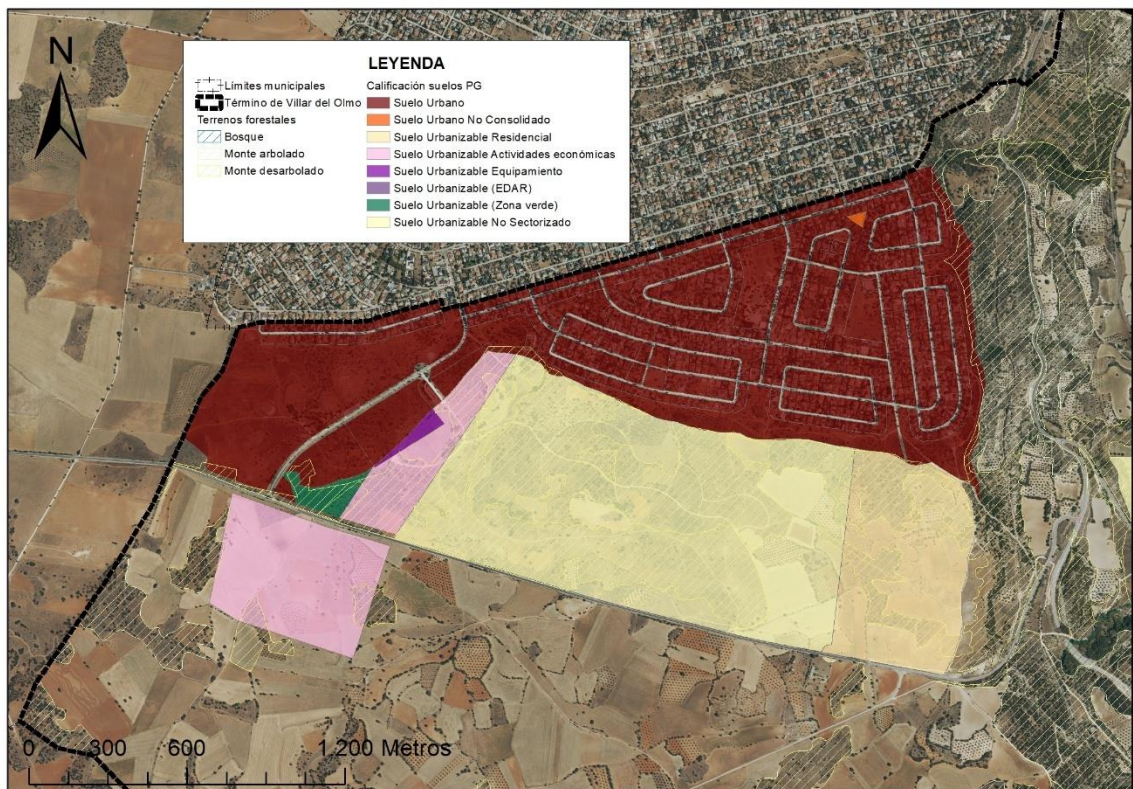 N
LEYENDA
Límites municipales
Término de Villar del Olmo
Terrenos forestales
Bosque
Monte arbolado
Monte desarbolado
Calificación suelos PG
Suelo Urbano
Suelo Urbano No Consolidado
Suelo Urbanizable Residencial
Suelo Urbanizable Actividades económicas
Suelo Urbanizable Equipamiento
Suelo Urbanizable (EDAR)
Suelo Urbanizable (Zona verde)
Suelo Urbanizable No Sectorizado
0 300 600 1.200 Metros